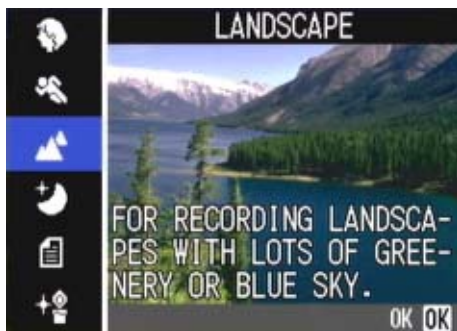 LANDSCAPE
FOR RECORDING LANDSCA-
PES WITH LOTS OF GREE-
NERY OR BLUE SKY.
OK OK